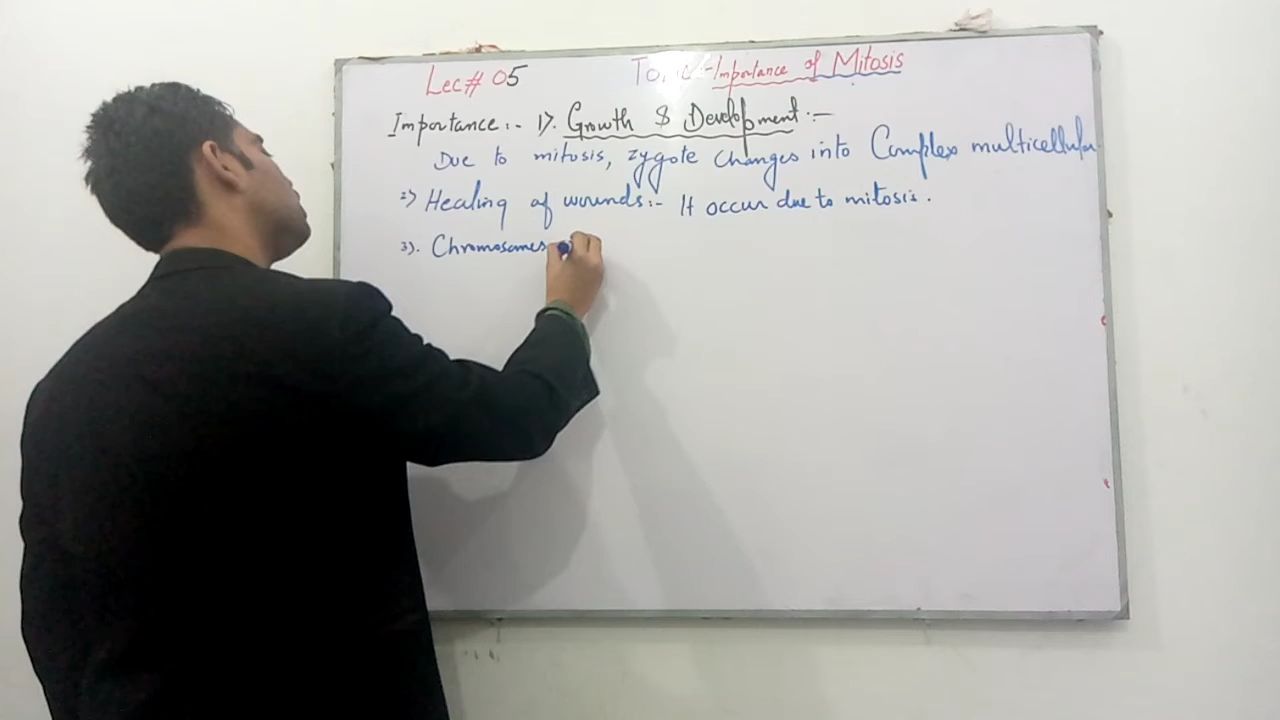 Lec# 05 Topic:- Importance of Mitosis
Importance:- 1). Growth & Development:-
Due to mitosis, zygote changes into Complex multicellular
2) Healing of wounds:- It occur due to mitosis.
3). Chromosomes